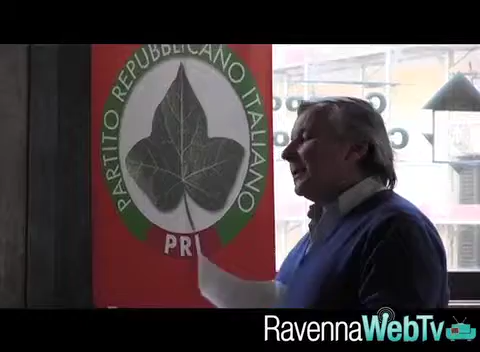 PARTITO REPUBBLICANO ITALIANO
PRI
RavennaWebTv